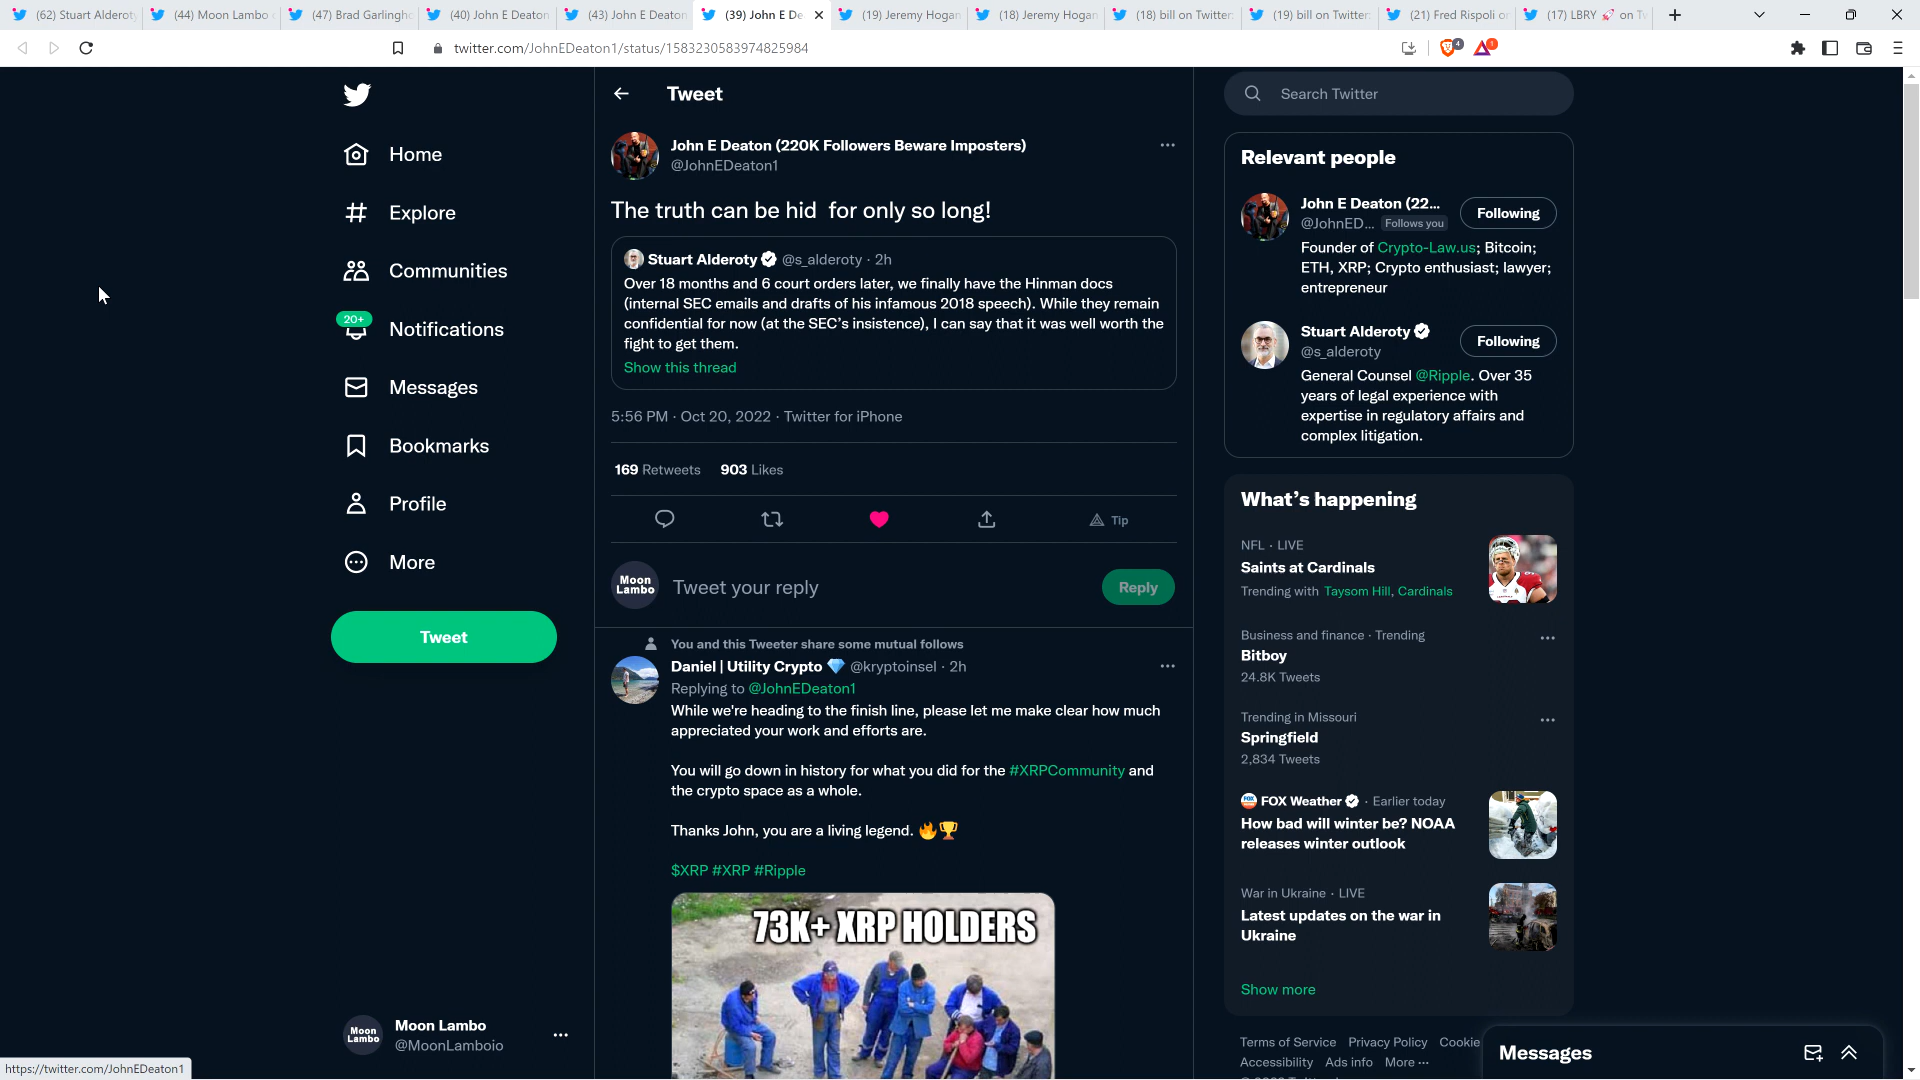 (62) Stuart Alderoty
(44) Moon Lambo
(47) Brad Garlingho
(40) John E Deaton
(43) John E Deaton
(39) John E De
(19) Jeremy Hogan
(18) Jeremy Hogan
(18) bill on Twitter:
(19) bill on Twitter:
(21) Fred Rispoli on
(17) LBRY 🚀 on Tw
twitter.com/JohnEDeaton1/status/1583230583974825984
4
1
Home
Explore
Communities
20+
Notifications
Messages
Bookmarks
Profile
More
Tweet
Moon Lambo
Moon Lambo
@MoonLamboio
https://twitter.com/JohnEDeaton1
Tweet
John E Deaton (220K Followers Beware Imposters)
@JohnEDeaton1
The truth can be hid  for only so long!
Stuart Alderoty @s_alderoty · 2h
Over 18 months and 6 court orders later, we finally have the Hinman docs
(internal SEC emails and drafts of his infamous 2018 speech). While they remain
confidential for now (at the SEC's insistence), I can say that it was well worth the
fight to get them.
Show this thread
5:56 PM · Oct 20, 2022 · Twitter for iPhone
169 Retweets 903 Likes
Tip
Moon Lambo
Tweet your reply
Reply
You and this Tweeter share some mutual follows
Daniel | Utility Crypto 💎 @kryptoinsel · 2h
Replying to @JohnEDeaton1
While we're heading to the finish line, please let me make clear how much
appreciated your work and efforts are.
You will go down in history for what you did for the #XRPCommunity and
the crypto space as a whole.
Thanks John, you are a living legend. 🔥🏆
$XRP #XRP #Ripple
73K+ XRP HOLDERS
Search Twitter
Relevant people
John E Deaton (22...
Following
@JohnED... Follows you
Founder of Crypto-Law.us; Bitcoin;
ETH, XRP; Crypto enthusiast; lawyer;
entrepreneur
Stuart Alderoty
Following
@s_alderoty
General Counsel @Ripple. Over 35
years of legal experience with
expertise in regulatory affairs and
complex litigation.
What's happening
NFL · LIVE
Saints at Cardinals
Trending with Taysom Hill, Cardinals
Business and finance · Trending
Bitboy
24.8K Tweets
Trending in Missouri
Springfield
2,834 Tweets
FOX Weather · Earlier today
How bad will winter be? NOAA
releases winter outlook
War in Ukraine · LIVE
Latest updates on the war in
Ukraine
Show more
Terms of Service Privacy Policy Cookie
Accessibility Ads info More ···
Messages